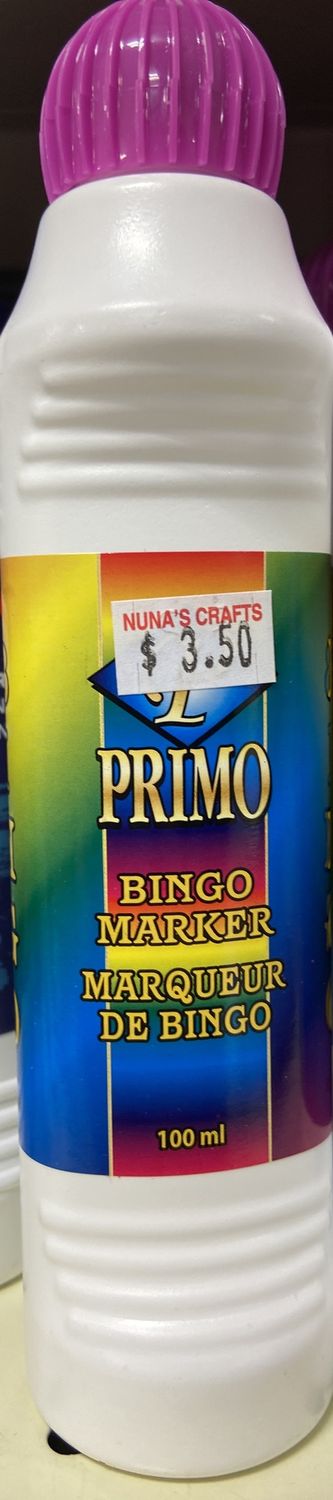 NUNA'S CRAFTS
$ 3.50
PRIMO
BINGO
MARKER
MARQUEUR
DE BINGO
100 ml